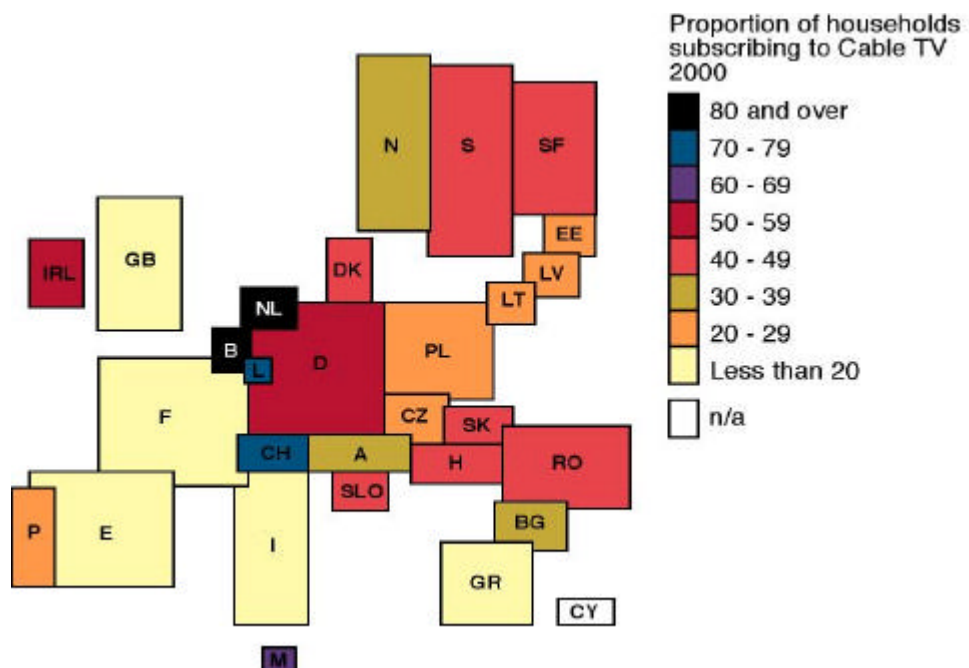 Proportion of households
subscribing to Cable TV
2000
80 and over
70 - 79
60 - 69
50 - 59
40 - 49
30 - 39
20 - 29
Less than 20
n/a
N
S
SF
EE
LV
LT
IRL
GB
DK
NL
B
L
D
PL
F
CZ
SK
CH
A
H
RO
SLO
P
E
I
BG
GR
CY
M